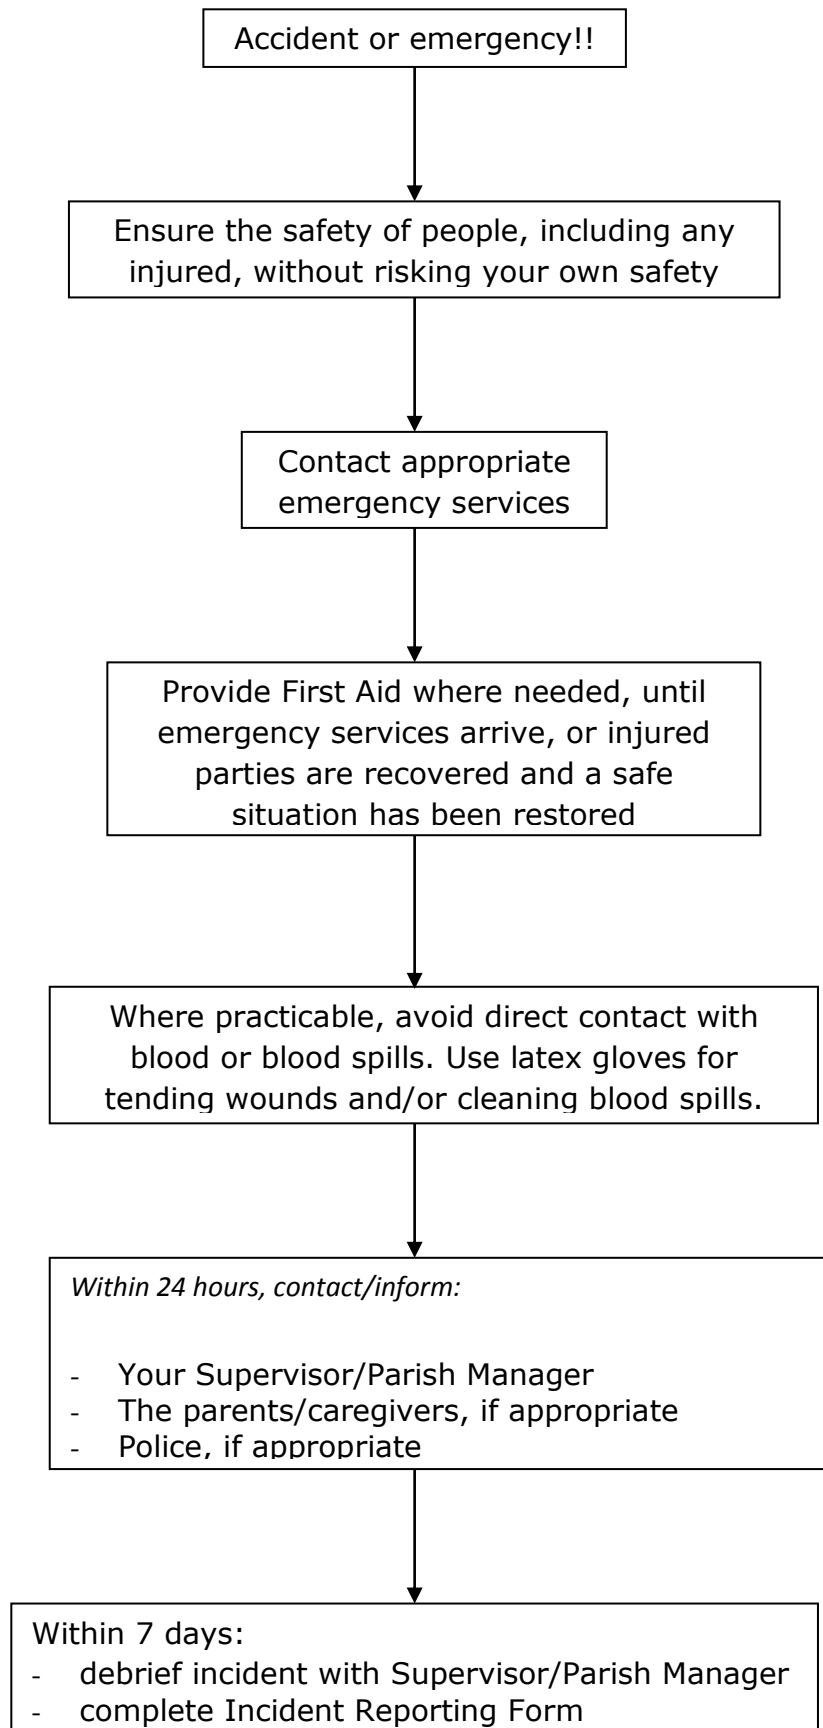 Accident or emergency!!
Ensure the safety of people, including any
injured, without risking your own safety
Contact appropriate
emergency services
Provide First Aid where needed, until
emergency services arrive, or injured
parties are recovered and a safe
situation has been restored
Where practicable, avoid direct contact with
blood or blood spills. Use latex gloves for
tending wounds and/or cleaning blood spills.
Within 24 hours, contact/inform:
- Your Supervisor/Parish Manager
- The parents/caregivers, if appropriate
- Police, if appropriate
Within 7 days:
- debrief incident with Supervisor/Parish Manager
- complete Incident Reporting Form